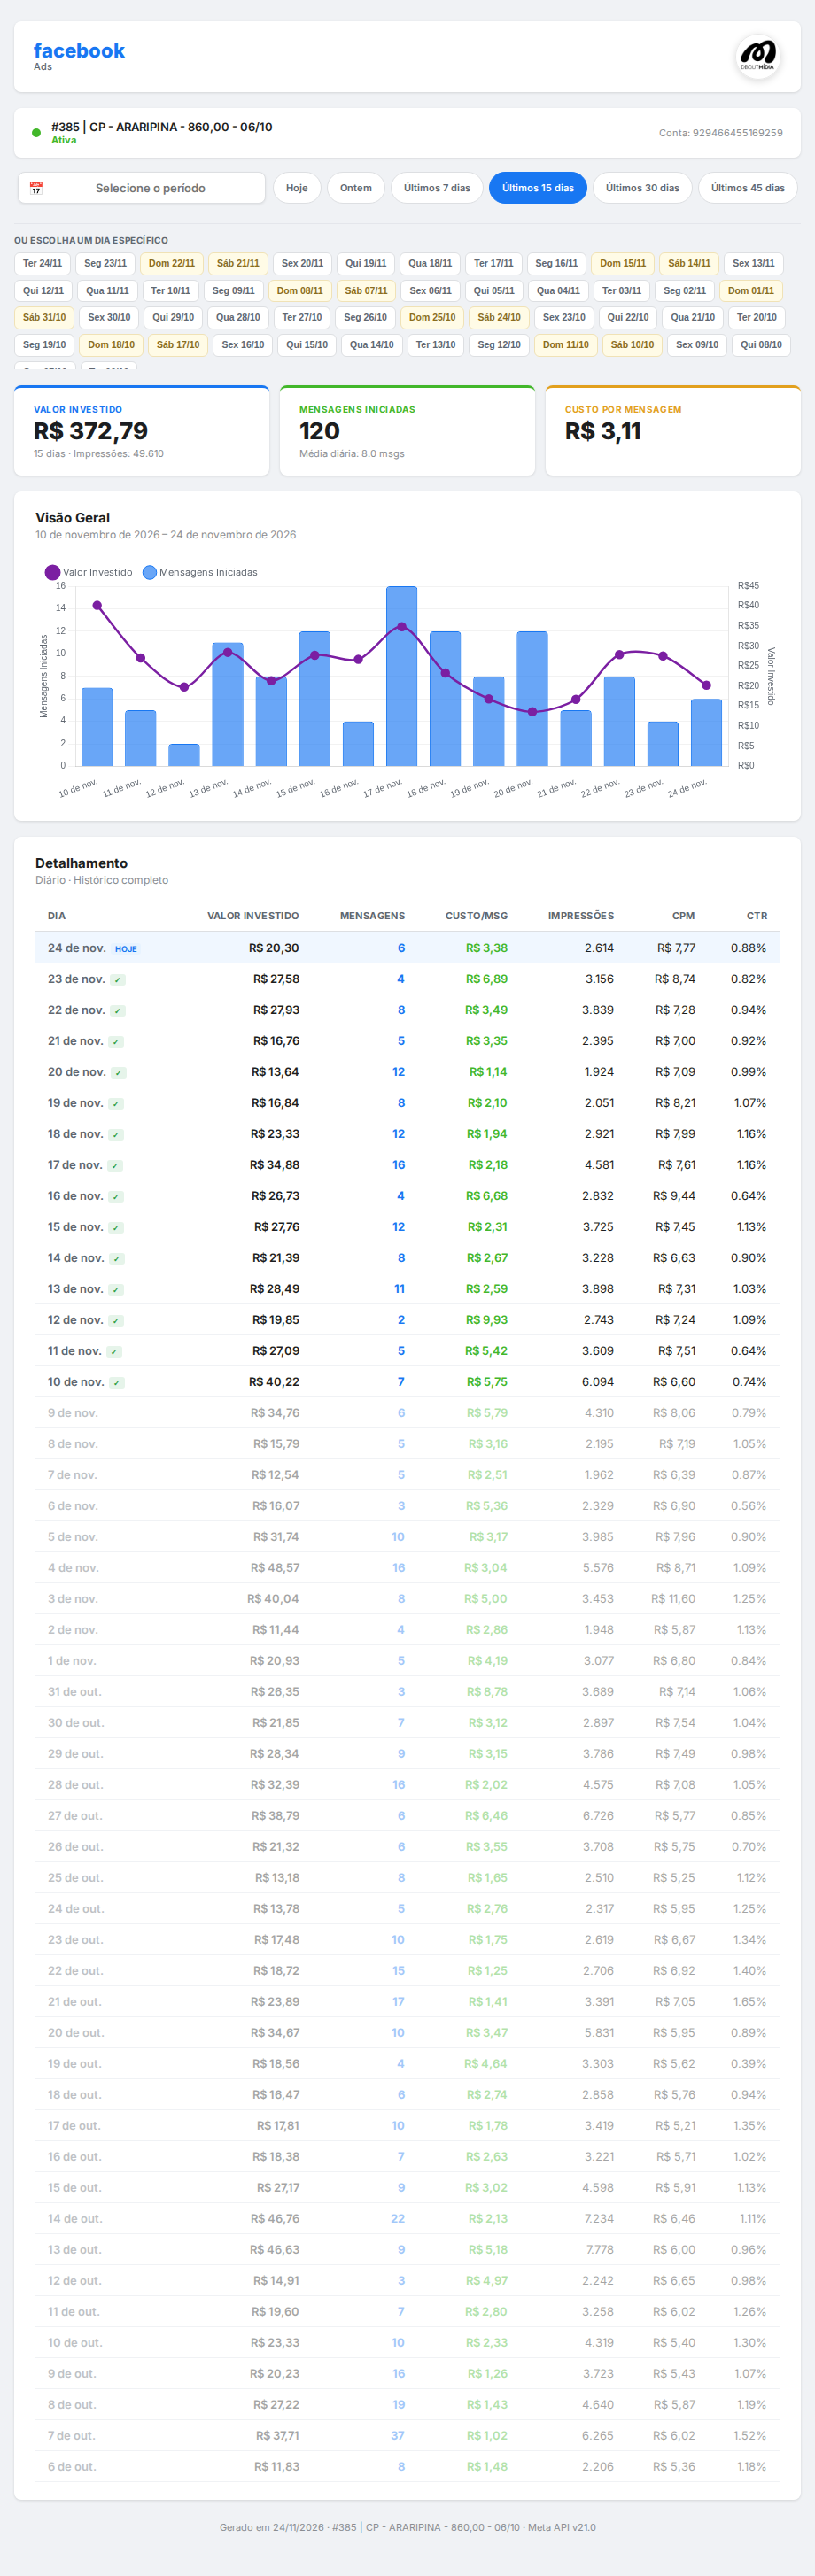 facebook
Ads
DBOUTMÍDIA
#385 | CP - ARARIPINA - 860,00 - 06/10
Ativa
Conta: 929466455169259
Selecione o período
Hoje
Ontem
Últimos 7 dias
Últimos 15 dias
Últimos 30 dias
Últimos 45 dias
OU ESCOLHA UM DIA ESPECÍFICO
Ter 24/11 Seg 23/11 Dom 22/11 Sáb 21/11 Sex 20/11 Qui 19/11 Qua 18/11 Ter 17/11 Seg 16/11 Dom 15/11 Sáb 14/11 Sex 13/11
Qui 12/11 Qua 11/11 Ter 10/11 Seg 09/11 Dom 08/11 Sáb 07/11 Sex 06/11 Qui 05/11 Qua 04/11 Ter 03/11 Seg 02/11 Dom 01/11
Sáb 31/10 Sex 30/10 Qui 29/10 Qua 28/10 Ter 27/10 Seg 26/10 Dom 25/10 Sáb 24/10 Sex 23/10 Qui 22/10 Qua 21/10 Ter 20/10
Seg 19/10 Dom 18/10 Sáb 17/10 Sex 16/10 Qui 15/10 Qua 14/10 Ter 13/10 Seg 12/10 Dom 11/10 Sáb 10/10 Sex 09/10 Qui 08/10
VALOR INVESTIDO
R$ 372,79
15 dias · Impressões: 49.610
MENSAGENS INICIADAS
120
Média diária: 8.0 msgs
CUSTO POR MENSAGEM
R$ 3,11
Visão Geral
10 de novembro de 2026 – 24 de novembro de 2026
Valor Investido Mensagens Iniciadas
Mensagens Iniciadas
16
14
12
10
8
6
4
2
0
R$45
R$40
R$35
R$30
R$25
R$20
R$15
R$10
R$5
R$0
Valor Investido
10 de nov. 11 de nov. 12 de nov. 13 de nov. 14 de nov. 15 de nov. 16 de nov. 17 de nov. 18 de nov. 19 de nov. 20 de nov. 21 de nov. 22 de nov. 23 de nov. 24 de nov.
Detalhamento
Diário · Histórico completo
DIA VALOR INVESTIDO MENSAGENS CUSTO/MSG IMPRESSÕES CPM CTR
24 de nov. HOJE R$ 20,30 6 R$ 3,38 2.614 R$ 7,77 0.88%
23 de nov. ✓ R$ 27,58 4 R$ 6,89 3.156 R$ 8,74 0.82%
22 de nov. ✓ R$ 27,93 8 R$ 3,49 3.839 R$ 7,28 0.94%
21 de nov. ✓ R$ 16,76 5 R$ 3,35 2.395 R$ 7,00 0.92%
20 de nov. ✓ R$ 13,64 12 R$ 1,14 1.924 R$ 7,09 0.99%
19 de nov. ✓ R$ 16,84 8 R$ 2,10 2.051 R$ 8,21 1.07%
18 de nov. ✓ R$ 23,33 12 R$ 1,94 2.921 R$ 7,99 1.16%
17 de nov. ✓ R$ 34,88 16 R$ 2,18 4.581 R$ 7,61 1.16%
16 de nov. ✓ R$ 26,73 4 R$ 6,68 2.832 R$ 9,44 0.64%
15 de nov. ✓ R$ 27,76 12 R$ 2,31 3.725 R$ 7,45 1.13%
14 de nov. ✓ R$ 21,39 8 R$ 2,67 3.228 R$ 6,63 0.90%
13 de nov. ✓ R$ 28,49 11 R$ 2,59 3.898 R$ 7,31 1.03%
12 de nov. ✓ R$ 19,85 2 R$ 9,93 2.743 R$ 7,24 1.09%
11 de nov. ✓ R$ 27,09 5 R$ 5,42 3.609 R$ 7,51 0.64%
10 de nov. ✓ R$ 40,22 7 R$ 5,75 6.094 R$ 6,60 0.74%
9 de nov. R$ 34,76 6 R$ 5,79 4.310 R$ 8,06 0.79%
8 de nov. R$ 15,79 5 R$ 3,16 2.195 R$ 7,19 1.05%
7 de nov. R$ 12,54 5 R$ 2,51 1.962 R$ 6,39 0.87%
6 de nov. R$ 16,07 3 R$ 5,36 2.329 R$ 6,90 0.56%
5 de nov. R$ 31,74 10 R$ 3,17 3.985 R$ 7,96 0.90%
4 de nov. R$ 48,57 16 R$ 3,04 5.576 R$ 8,71 1.09%
3 de nov. R$ 40,04 8 R$ 5,00 3.453 R$ 11,60 1.25%
2 de nov. R$ 11,44 4 R$ 2,86 1.948 R$ 5,87 1.13%
1 de nov. R$ 20,93 5 R$ 4,19 3.077 R$ 6,80 0.84%
31 de out. R$ 26,35 3 R$ 8,78 3.689 R$ 7,14 1.06%
30 de out. R$ 21,85 7 R$ 3,12 2.897 R$ 7,54 1.04%
29 de out. R$ 28,34 9 R$ 3,15 3.786 R$ 7,49 0.98%
28 de out. R$ 32,39 16 R$ 2,02 4.575 R$ 7,08 1.05%
27 de out. R$ 38,79 6 R$ 6,46 6.726 R$ 5,77 0.85%
26 de out. R$ 21,32 6 R$ 3,55 3.708 R$ 5,75 0.70%
25 de out. R$ 13,18 8 R$ 1,65 2.510 R$ 5,25 1.12%
24 de out. R$ 13,78 5 R$ 2,76 2.317 R$ 5,95 1.25%
23 de out. R$ 17,48 10 R$ 1,75 2.619 R$ 6,67 1.34%
22 de out. R$ 18,72 15 R$ 1,25 2.706 R$ 6,92 1.40%
21 de out. R$ 23,89 17 R$ 1,41 3.391 R$ 7,05 1.65%
20 de out. R$ 34,67 10 R$ 3,47 5.831 R$ 5,95 0.89%
19 de out. R$ 18,56 4 R$ 4,64 3.303 R$ 5,62 0.39%
18 de out. R$ 16,47 6 R$ 2,74 2.858 R$ 5,76 0.94%
17 de out. R$ 17,81 10 R$ 1,78 3.419 R$ 5,21 1.35%
16 de out. R$ 18,38 7 R$ 2,63 3.221 R$ 5,71 1.02%
15 de out. R$ 27,17 9 R$ 3,02 4.598 R$ 5,91 1.13%
14 de out. R$ 46,76 22 R$ 2,13 7.234 R$ 6,46 1.11%
13 de out. R$ 46,63 9 R$ 5,18 7.778 R$ 6,00 0.96%
12 de out. R$ 14,91 3 R$ 4,97 2.242 R$ 6,65 0.98%
11 de out. R$ 19,60 7 R$ 2,80 3.258 R$ 6,02 1.26%
10 de out. R$ 23,33 10 R$ 2,33 4.319 R$ 5,40 1.30%
9 de out. R$ 20,23 16 R$ 1,26 3.723 R$ 5,43 1.07%
8 de out. R$ 27,22 19 R$ 1,43 4.640 R$ 5,87 1.19%
7 de out. R$ 37,71 37 R$ 1,02 6.265 R$ 6,02 1.52%
6 de out. R$ 11,83 8 R$ 1,48 2.206 R$ 5,36 1.18%
Gerado em 24/11/2026 · #385 | CP - ARARIPINA - 860,00 - 06/10 · Meta API v21.0